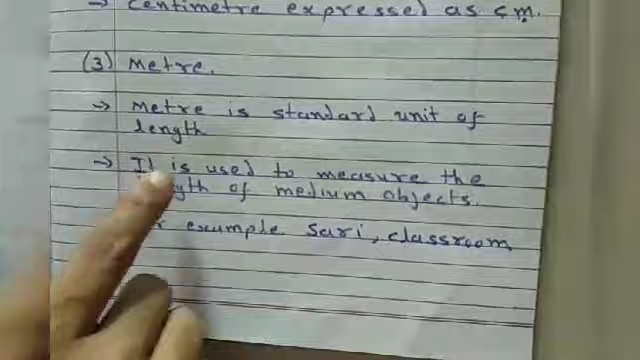 → Centimetre expressed as cm.
(3) Metre.
→ Metre is standard unit of
length
→ It is used to measure the
of medium objects.
example Sari, classroom